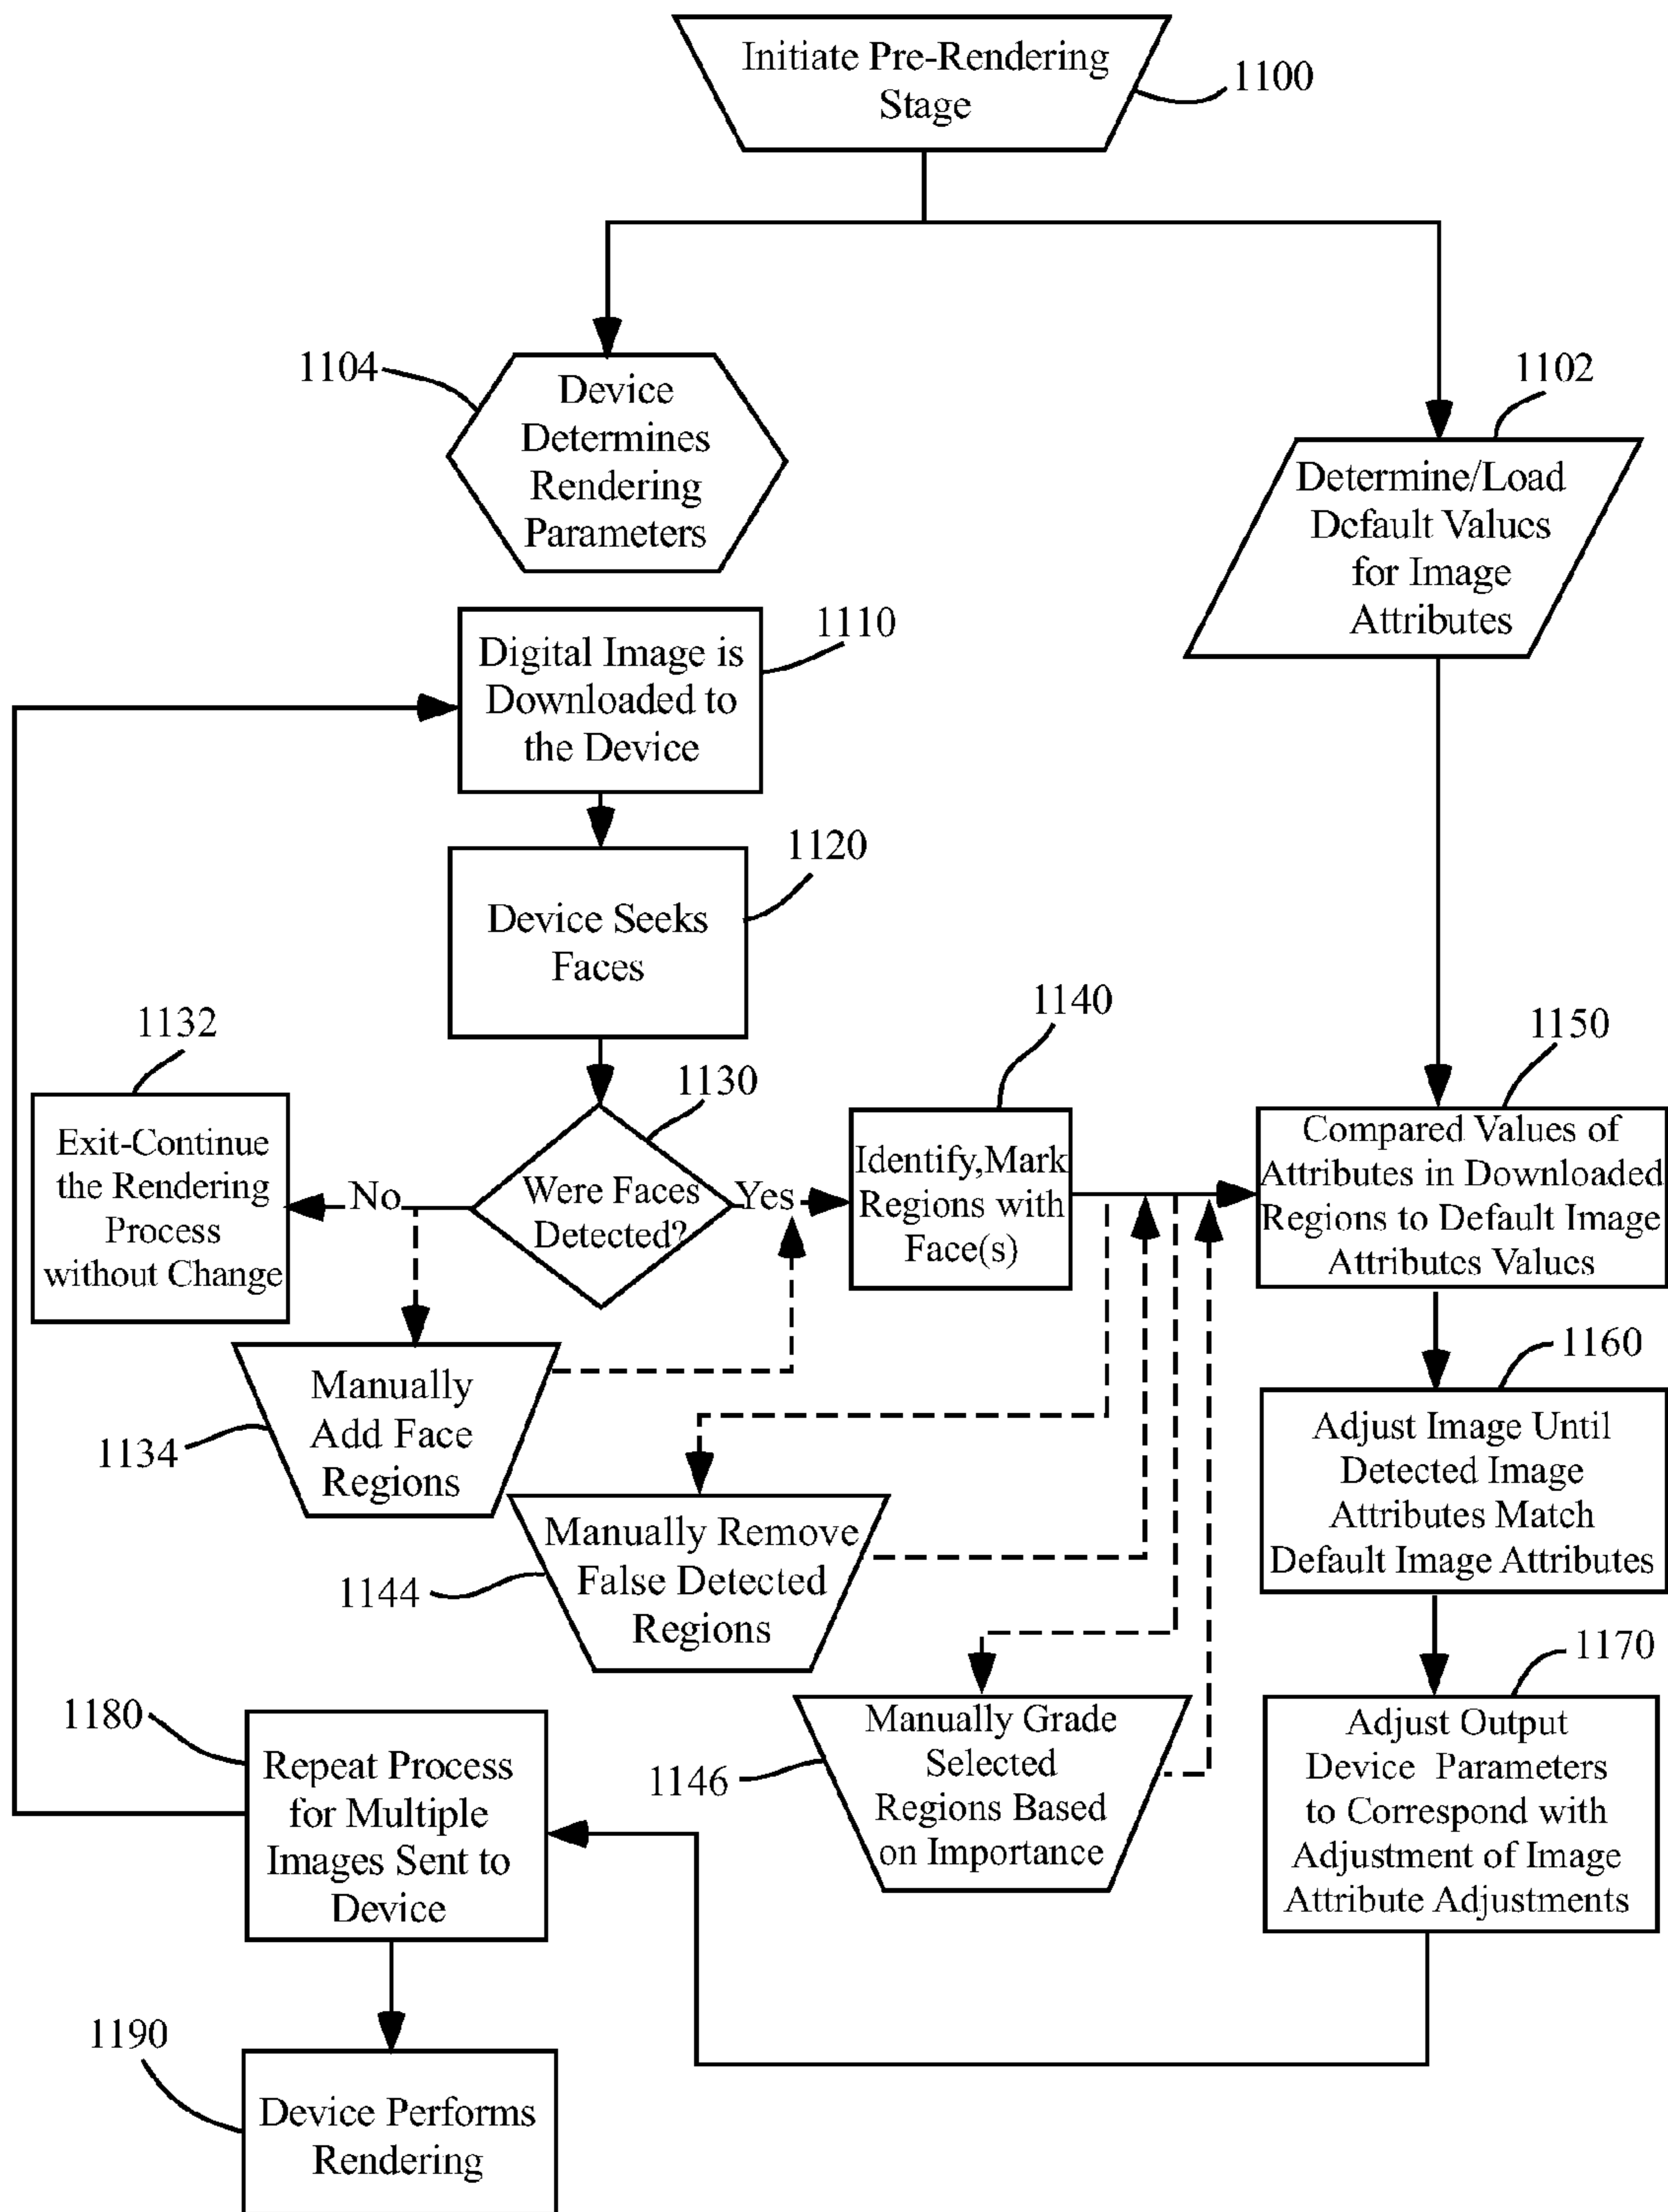 Initiate Pre-Rendering
Stage
1100
1104
Device
Determines
Rendering
Parameters
1102
Determine/Load
Default Values
for Image
Attributes
1110
Digital Image is
Downloaded to
the Device
1120
Device Seeks
Faces
1132
Exit-Continue
the Rendering
Process
without Change
No
1130
Were Faces
Detected?
Yes
1140
Identify,Mark
Regions with
Face(s)
1150
Compared Values of
Attributes in Downloaded
Regions to Default Image
Attributes Values
1134
Manually
Add Face
Regions
1160
Adjust Image Until
Detected Image
Attributes Match
Default Image Attributes
1144
Manually Remove
False Detected
Regions
1146
Manually Grade
Selected
Regions Based
on Importance
1170
Adjust Output
Device Parameters
to Correspond with
Adjustment of Image
Attribute Adjustments
1180
Repeat Process
for Multiple
Images Sent to
Device
1190
Device Performs
Rendering